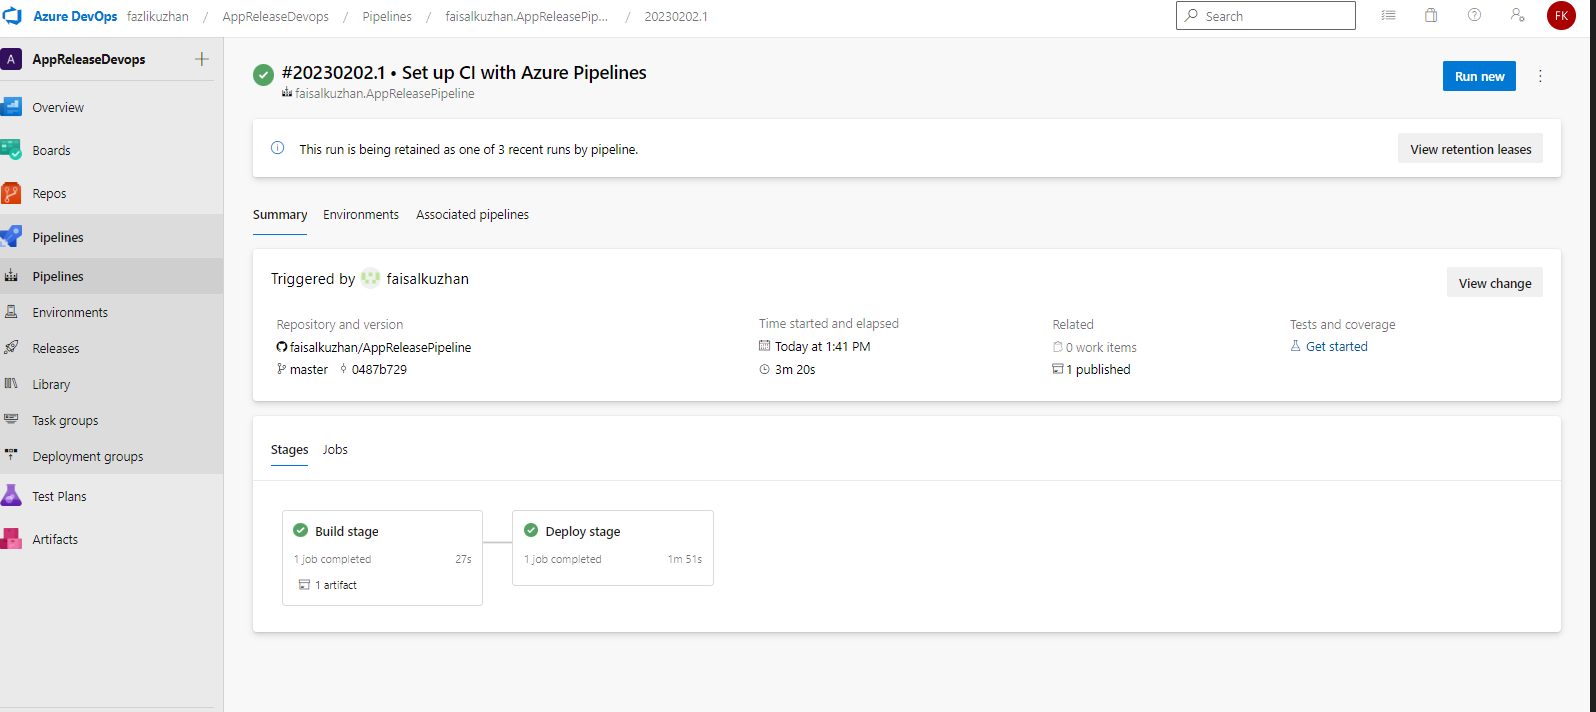 Azure DevOps fazlikuzhan / AppReleaseDevops / Pipelines / faisalkuzhan.AppReleasePip... / 20230202.1
Search
FK
A AppReleaseDevops
Overview
Boards
Repos
Pipelines
Pipelines
Environments
Releases
Library
Task groups
Deployment groups
Test Plans
Artifacts
#20230202.1 • Set up CI with Azure Pipelines
faisalkuzhan.AppReleasePipeline
Run new
This run is being retained as one of 3 recent runs by pipeline.
View retention leases
Summary Environments Associated pipelines
Triggered by faisalkuzhan
View change
Repository and version
faisalkuzhan/AppReleasePipeline
master 0487b729
Time started and elapsed
Today at 1:41 PM
3m 20s
Related
0 work items
1 published
Tests and coverage
Get started
Stages Jobs
Build stage
1 job completed 27s
1 artifact
Deploy stage
1 job completed 1m 51s